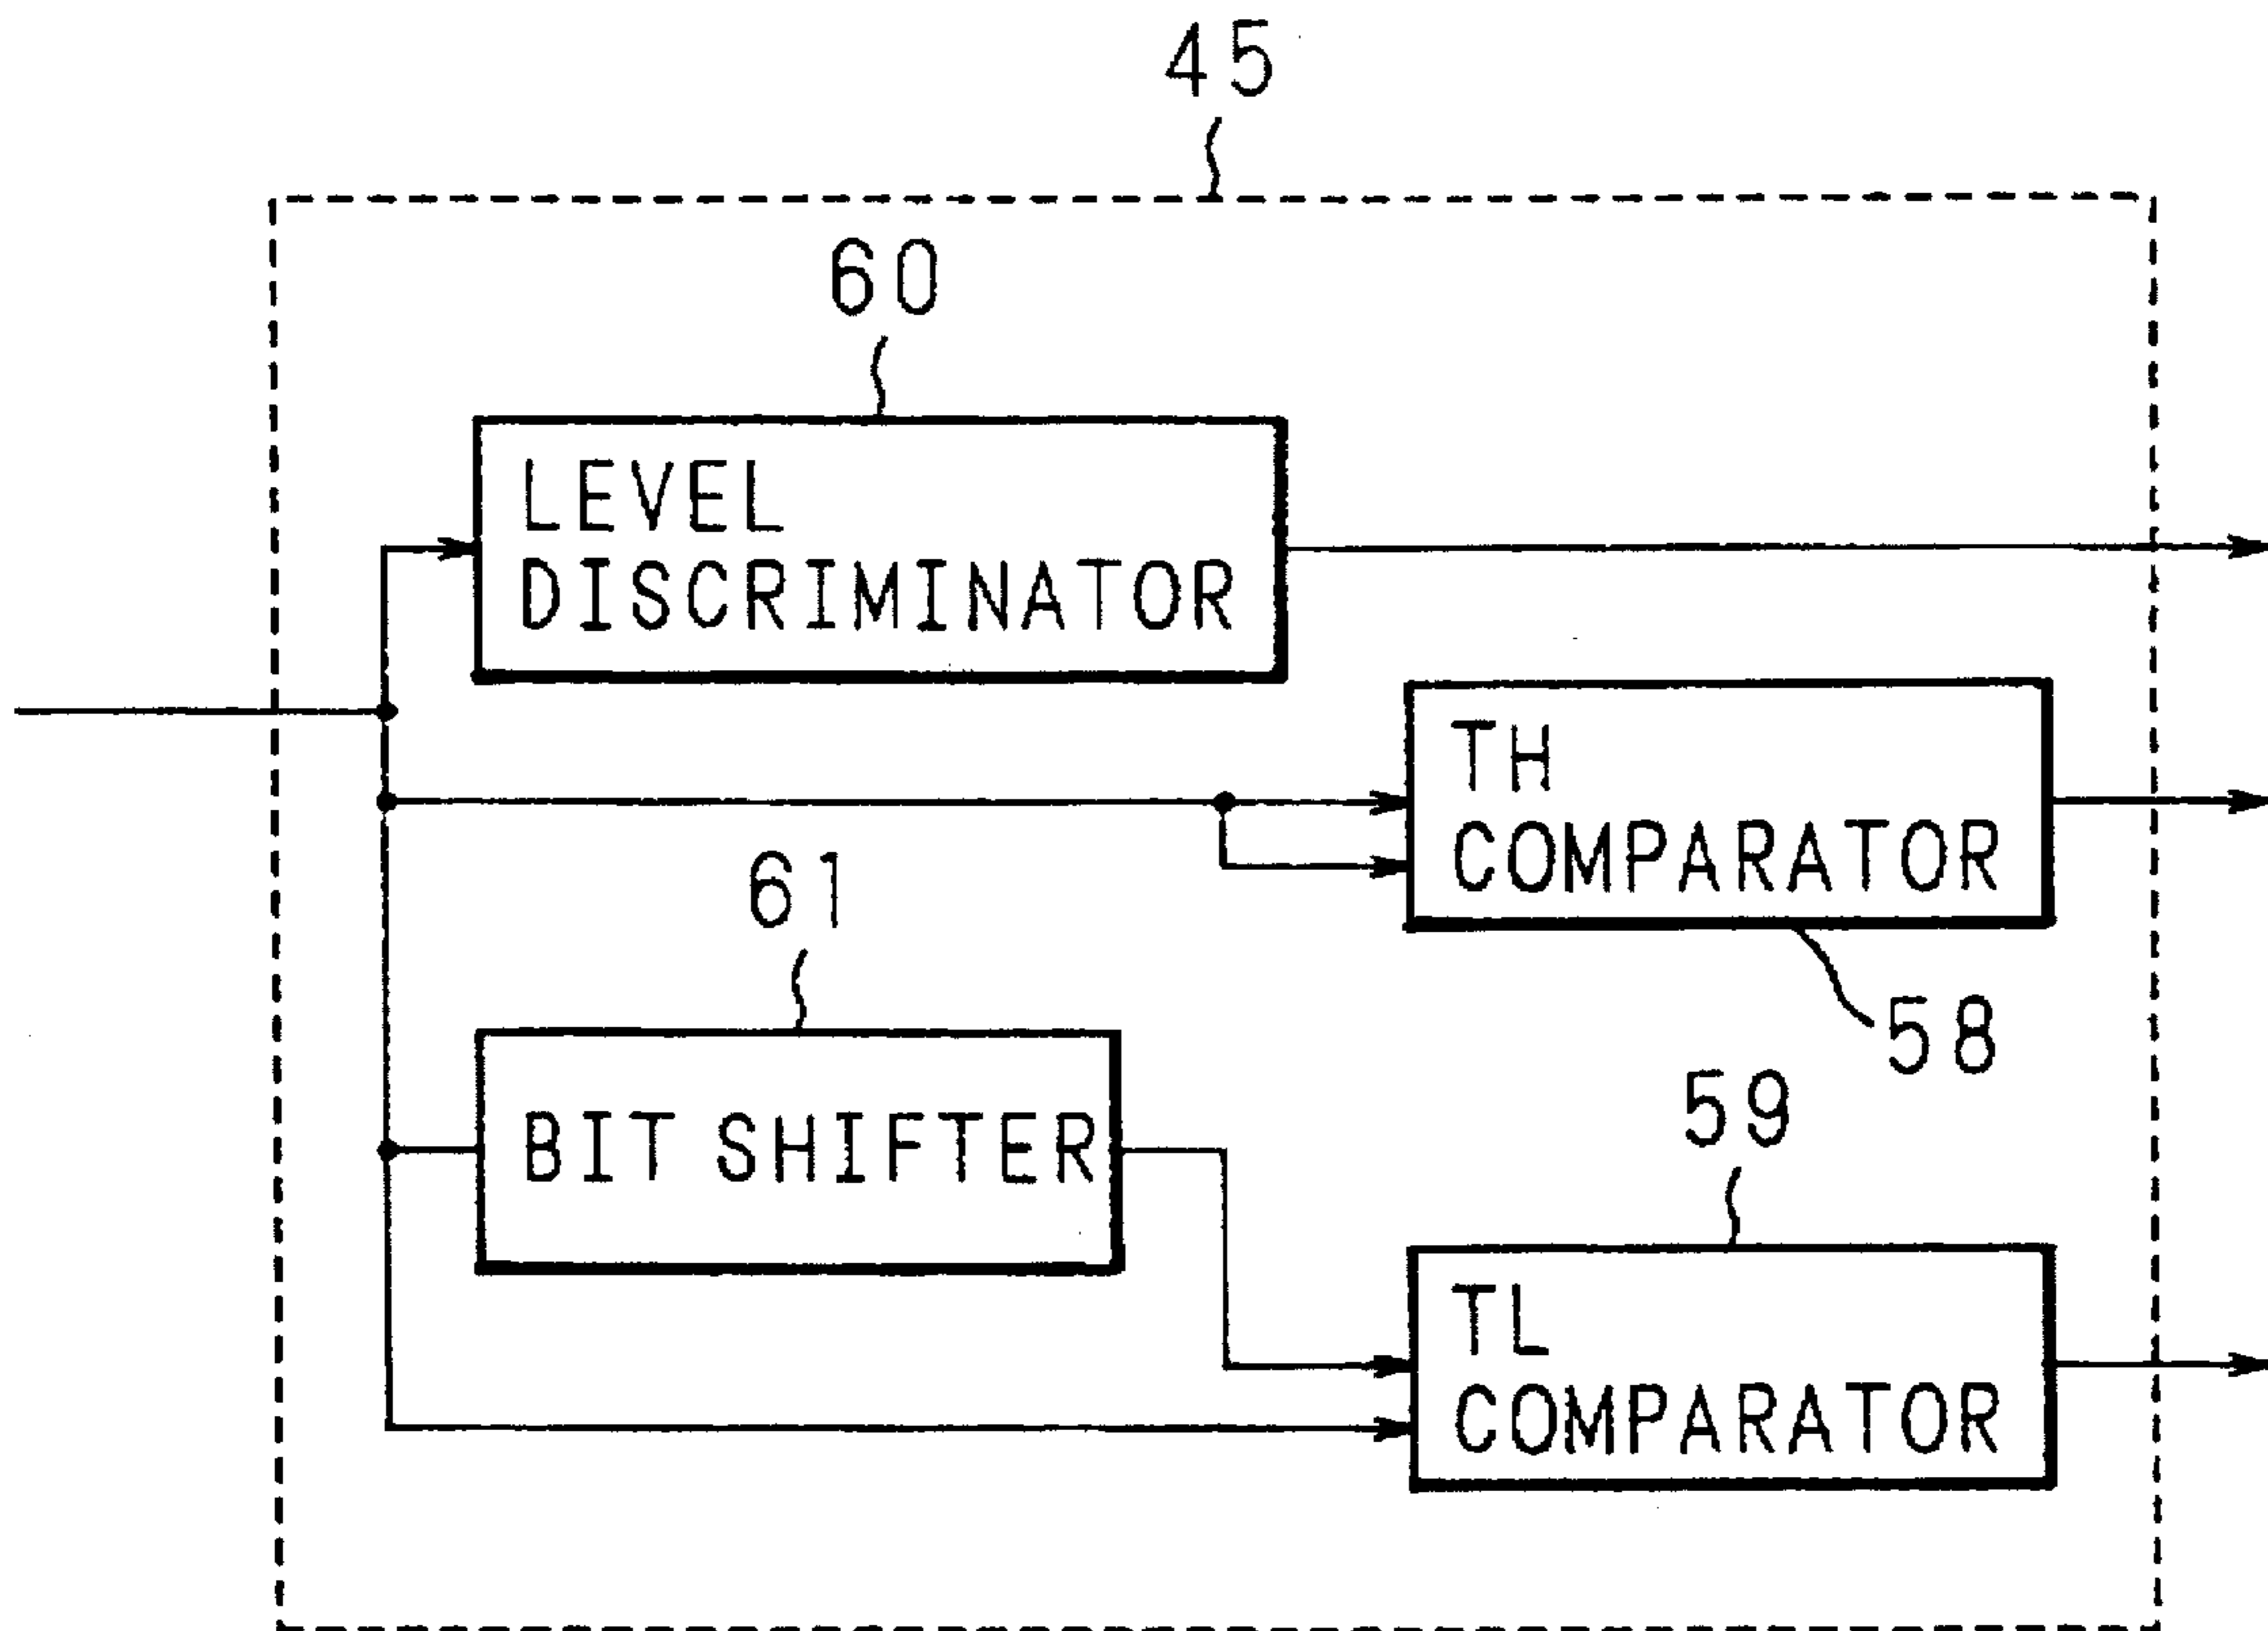 45
60
LEVEL
DISCRIMINATOR
TH
COMPARATOR
61
58
BIT SHIFTER
59
TL
COMPARATOR